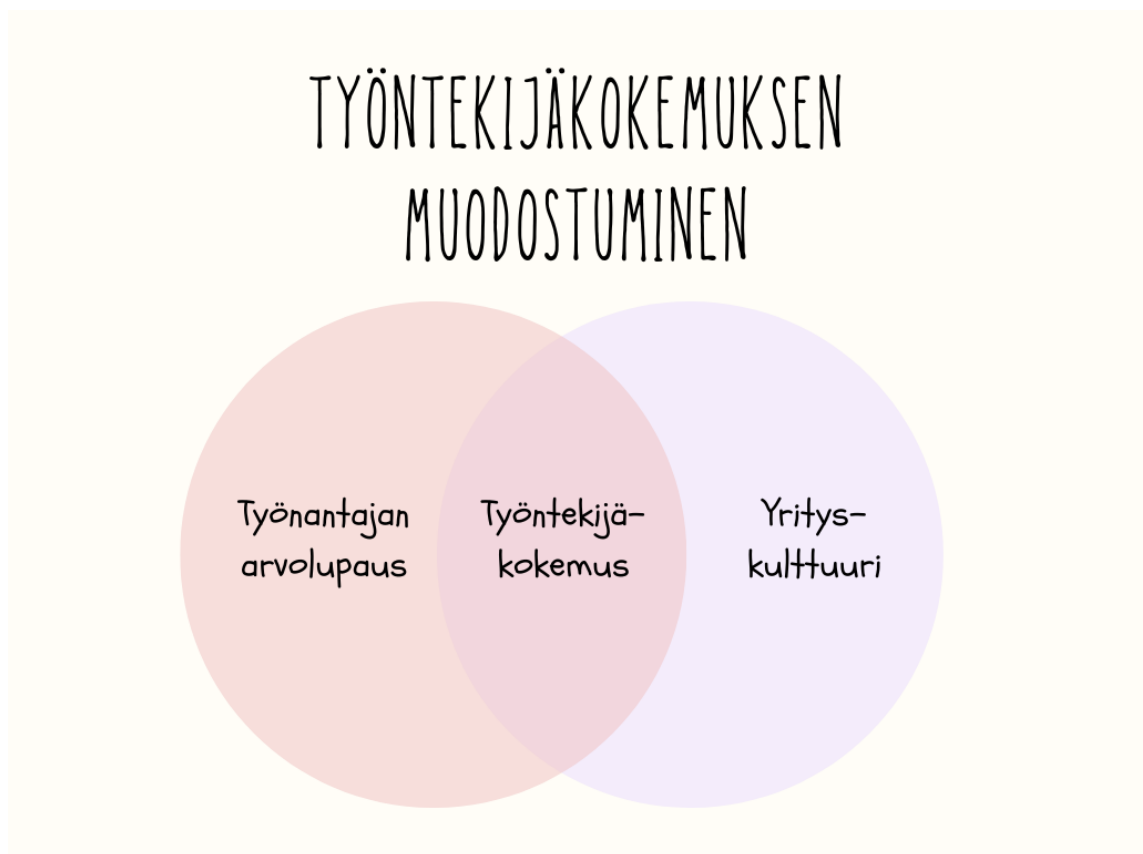 TYÖNTEKIJÄKOKEMUKSEN
MUODOSTUMINEN
Työnantajan
arvolupaus
Työntekijä-
kokemus
Yritys-
kulttuuri